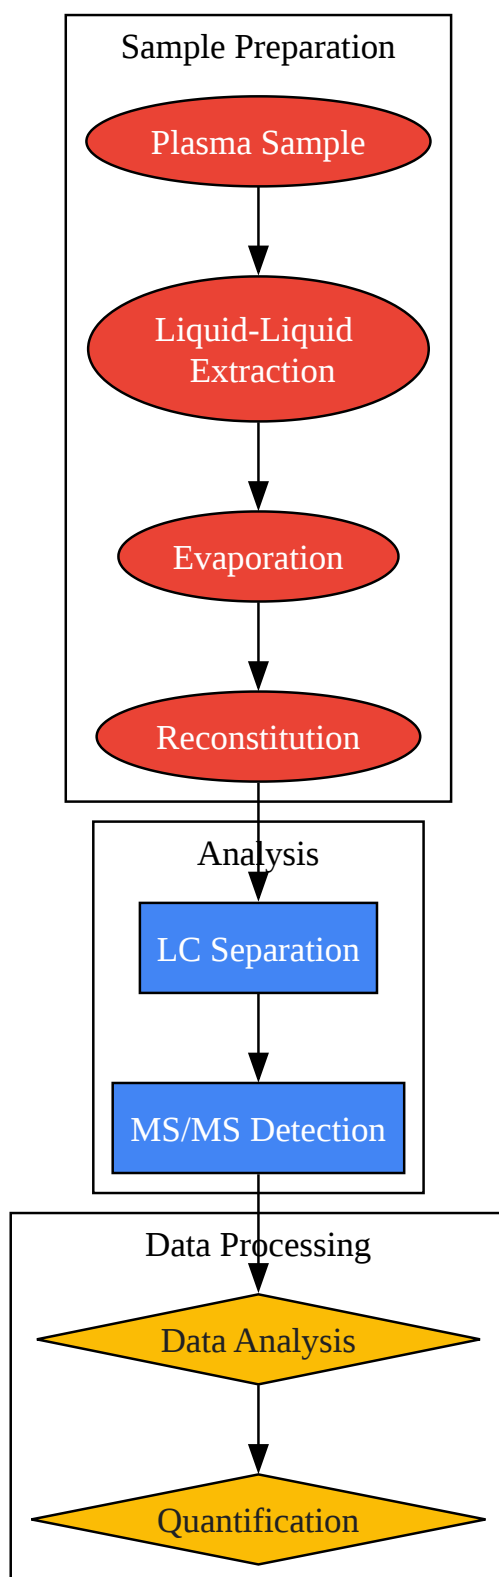 Sample Preparation
Plasma Sample
Liquid-Liquid
Extraction
Evaporation
Reconstitution
Analysis
LC Separation
MS/MS Detection
Data Processing
Data Analysis
Quantification